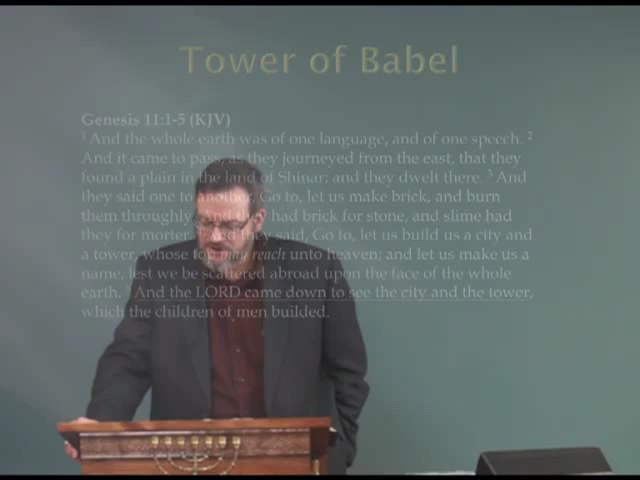 Tower of Babel
Genesis 11:1-5 (KJV)
1 And the whole earth was of one language, and of one speech. 2
And it came to pass, as they journeyed from the east, that they
found a plain in the land of Shinar; and they dwelt there. 3 And
they said one to another, Go to, let us make brick, and burn
them throughly. And they had brick for stone, and slime had
they for morter. And they said, Go to, let us build us a city and
a tower, whose top may reach unto heaven; and let us make us a
name, lest we be scattered abroad upon the face of the whole
earth. And the LORD came down to see the city and the tower,
which the children of men builded.